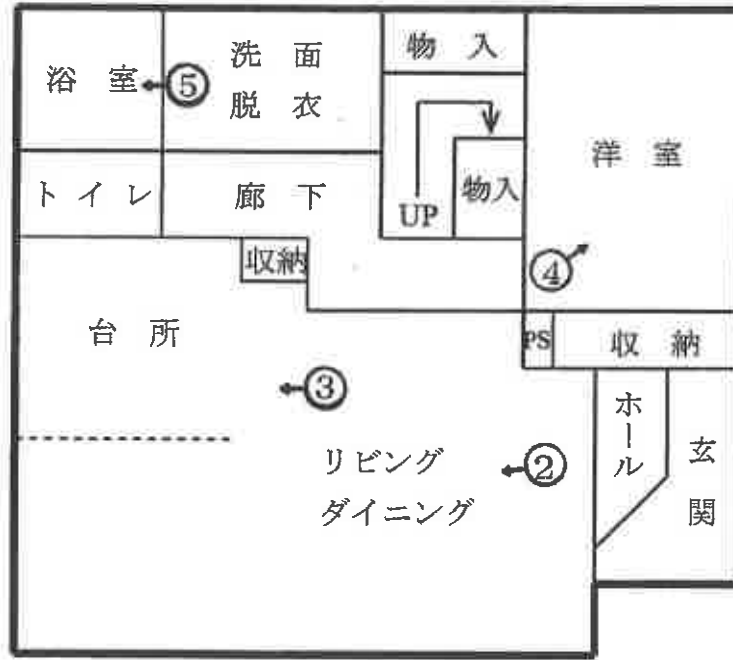 浴室
⑤
洗面
脱衣
物入
洋室
トイレ
廊下
UP
物入
収納
④
台所
PS
収納
③
ホール
玄関
リビング
ダイニング
②